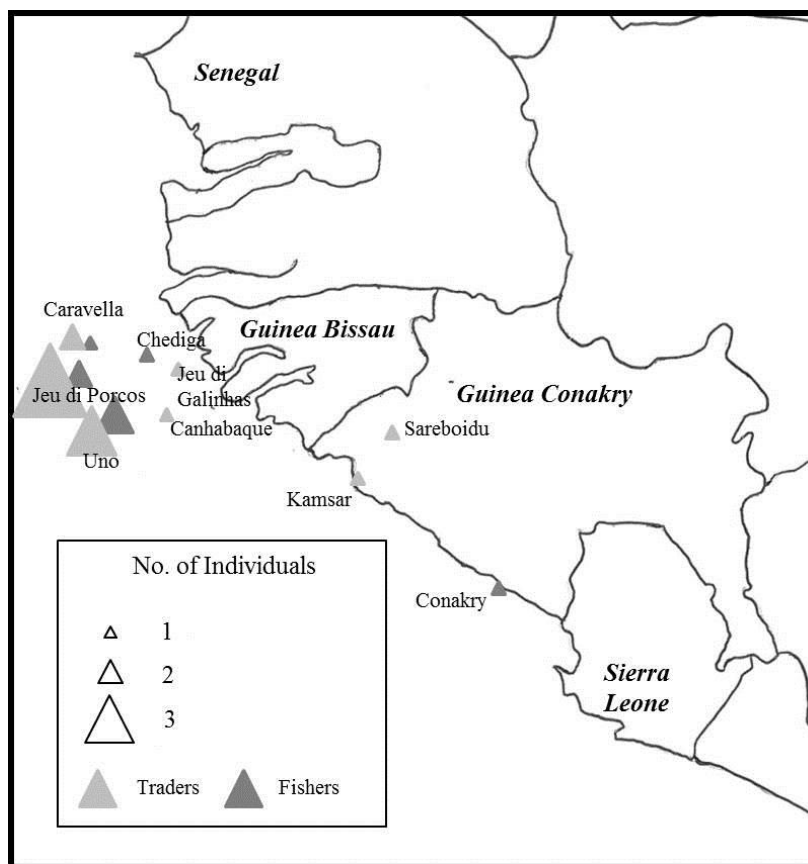 Senegal
Caravella
Chediga
Guinea Bissau
Jeu di
Galinhas
Jeu di Porcos
Guinea Conakry
Canhabaque
Sareboidu
Uno
Kamsar
Conakry
Sierra
Leone
No. of Individuals
1
2
3
Traders
Fishers